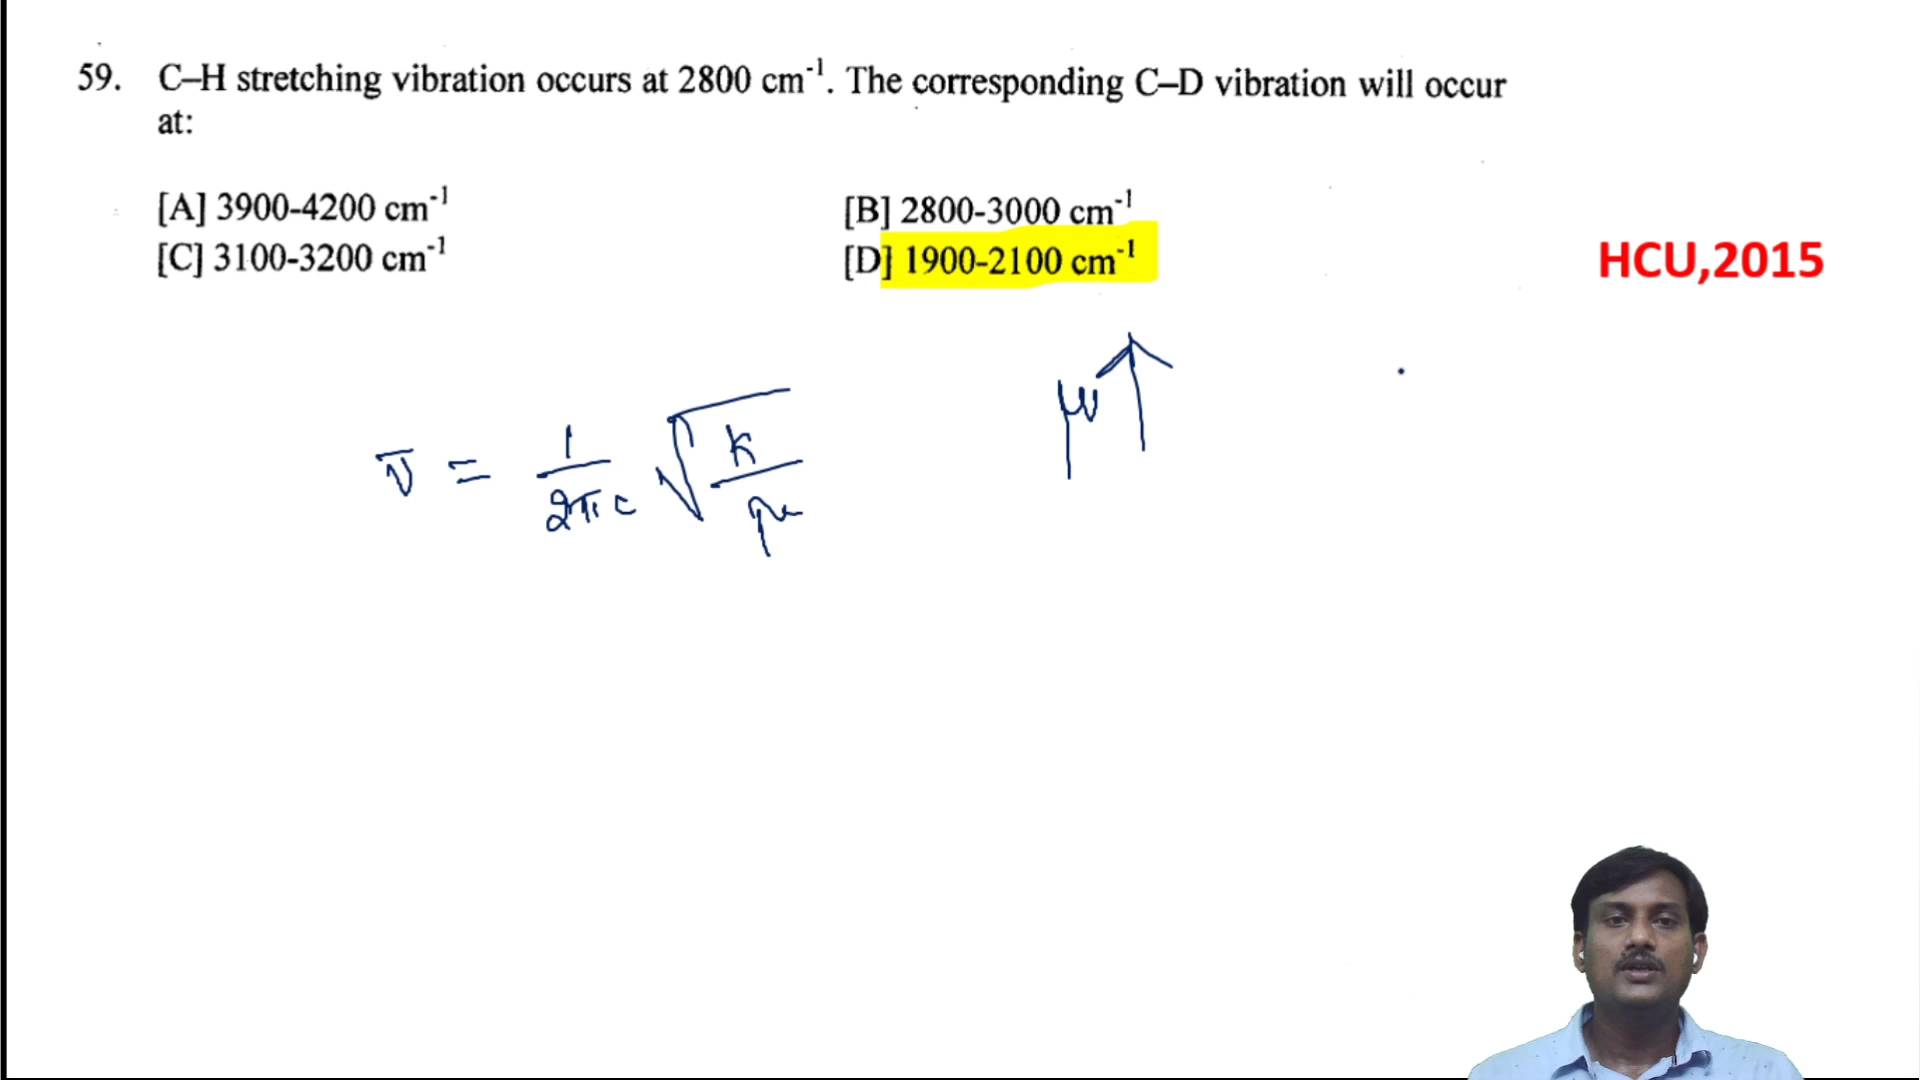 59. C–H stretching vibration occurs at 2800 cm⁻¹. The corresponding C–D vibration will occur
at:
[A] 3900-4200 cm⁻¹ [B] 2800-3000 cm⁻¹
[C] 3100-3200 cm⁻¹ [D] 1900-2100 cm⁻¹
HCU,2015
ν̄ = 1/2πc √k/μ
μ ↑